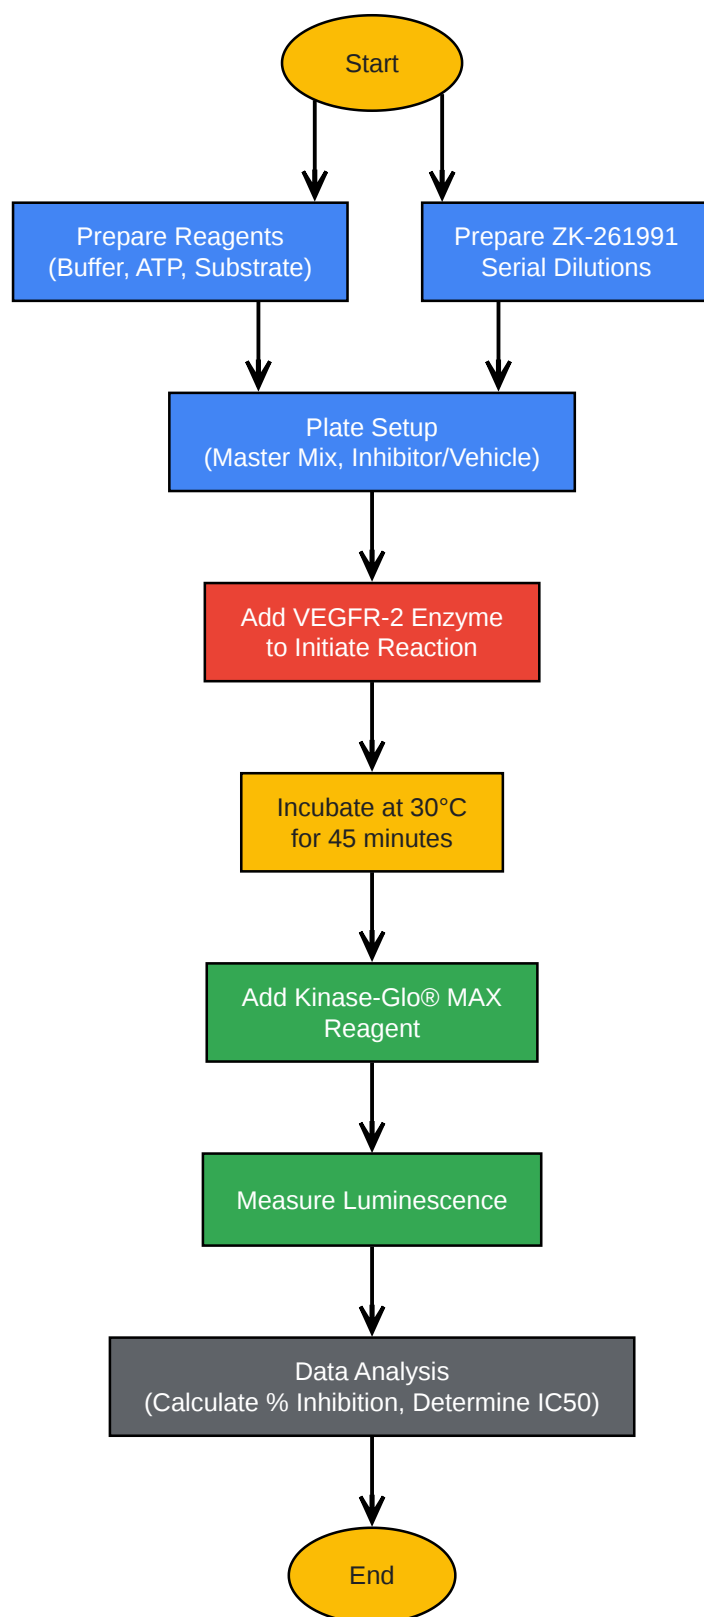 Start
Prepare Reagents
(Buffer, ATP, Substrate)
Prepare ZK-261991
Serial Dilutions
Plate Setup
(Master Mix, Inhibitor/Vehicle)
Add VEGFR-2 Enzyme
to Initiate Reaction
Incubate at 30°C
for 45 minutes
Add Kinase-Glo® MAX
Reagent
Measure Luminescence
Data Analysis
(Calculate % Inhibition, Determine IC50)
End